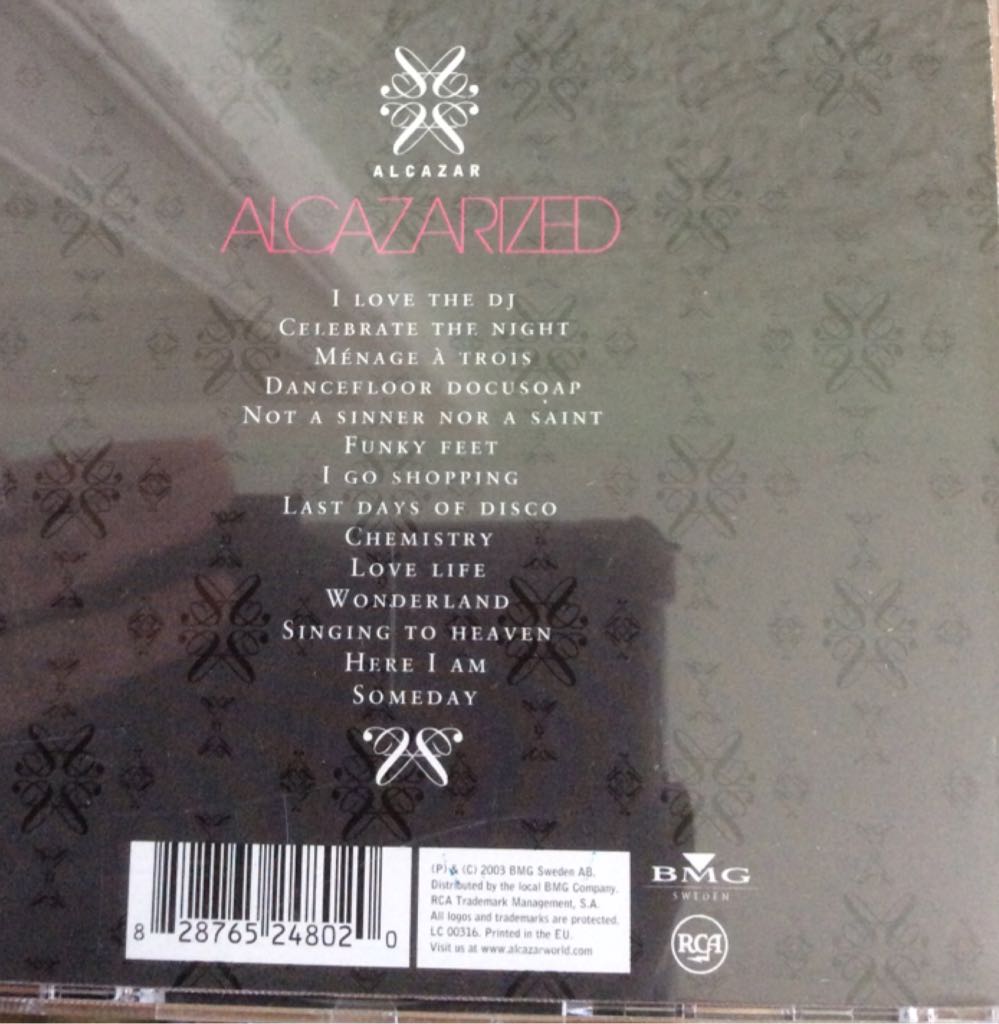 ALCAZAR
ALCAZARIZED
I LOVE THE DJ
CELEBRATE THE NIGHT
MÉNAGE À TROIS
DANCEFLOOR DOCUSOAP
NOT A SINNER NOR A SAINT
FUNKY FEET
I GO SHOPPING
LAST DAYS OF DISCO
CHEMISTRY
LOVE LIFE
WONDERLAND
SINGING TO HEAVEN
HERE I AM
SOMEDAY
8 28765 24802 0
(P) & (C) 2003 BMG Sweden AB.
Distributed by the local BMG Company.
RCA Trademark Management, S.A.
All logos and trademarks are protected.
LC 00316. Printed in the EU.
Visit us at www.alcazarworld.com
BMG
SWEDEN
RCA